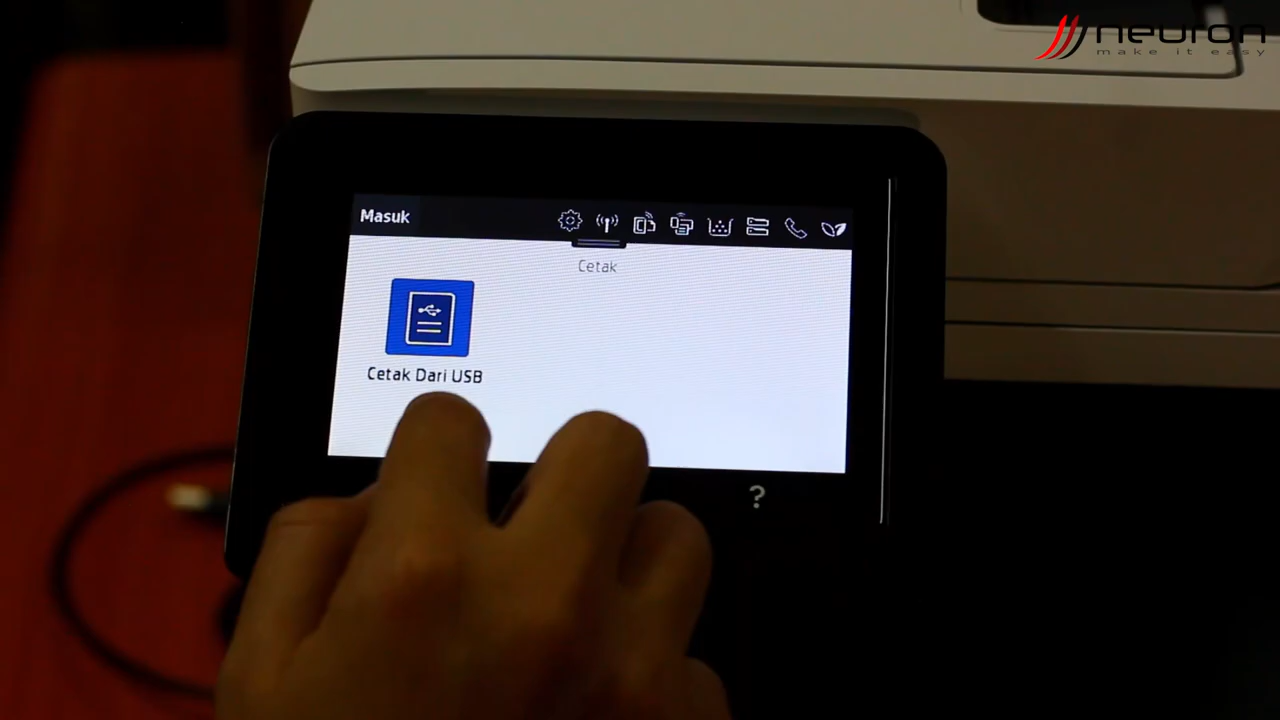 neuron
make it easy
Masuk
Cetak
Cetak Dari USB
?